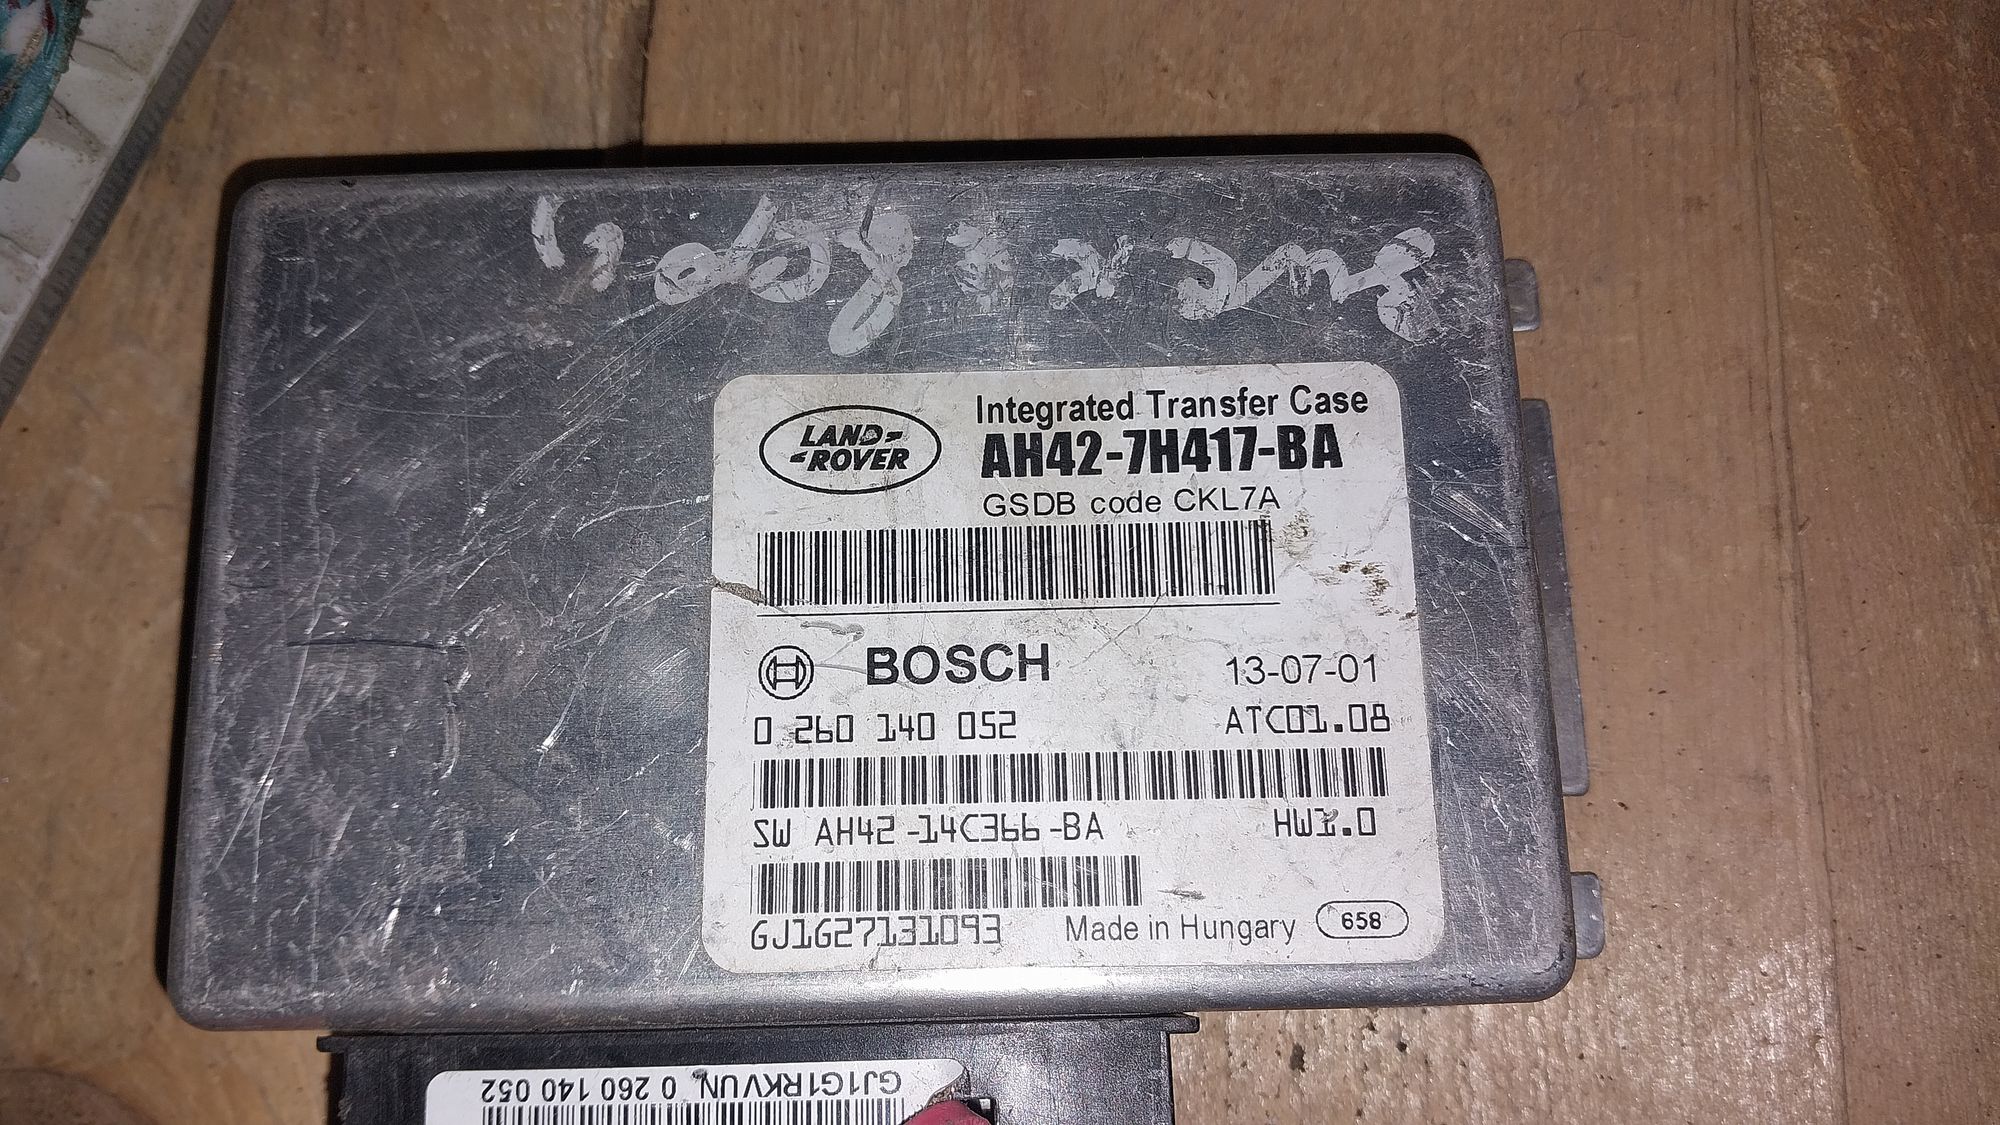 LAND-
-ROVER
Integrated Transfer Case
AH42-7H417-BA
GSDB code CKL7A
BOSCH
13-07-01
0 260 140 052
ATC01.08
SW AH42-14C366-BA
HW1.0
GJ1G27131093
Made in Hungary
658
GJ1G1RKVUN 0 260 140 052